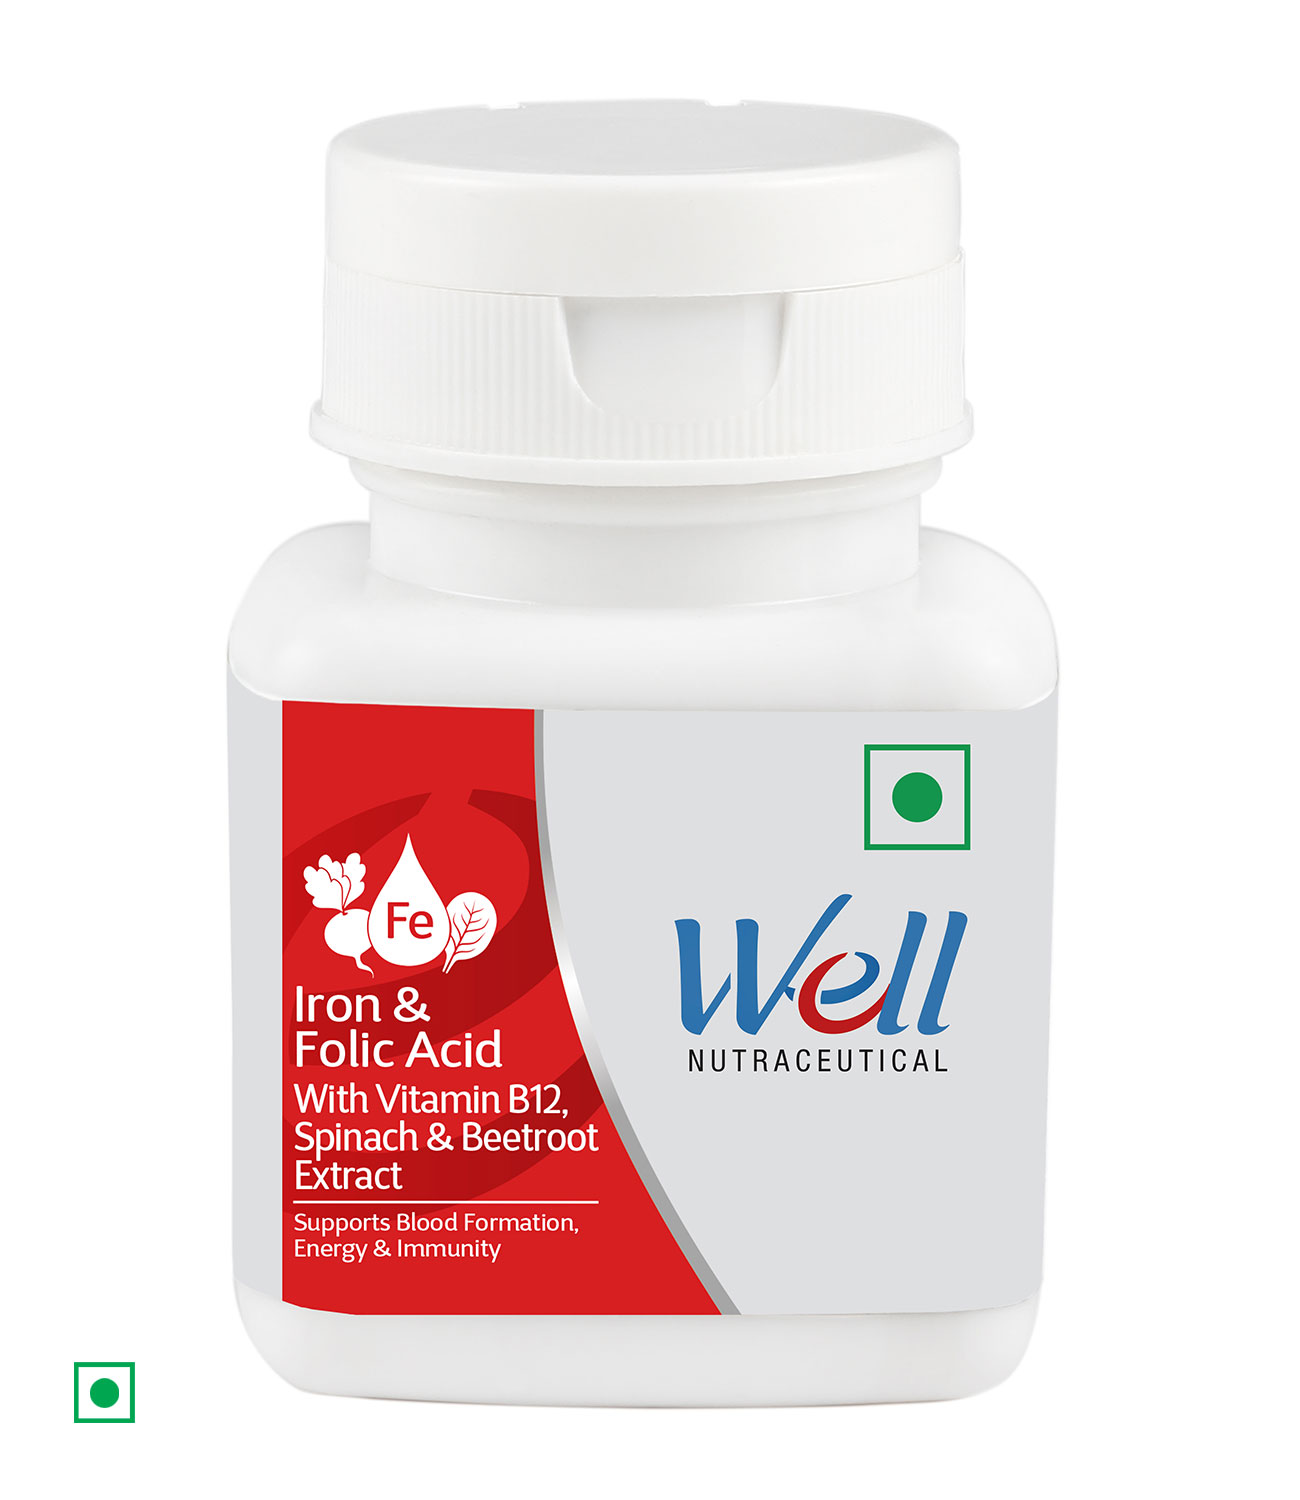 Fe
Iron &
Folic Acid
With Vitamin B12,
Spinach & Beetroot
Extract
Supports Blood Formation,
Energy & Immunity
Well
NUTRACEUTICAL